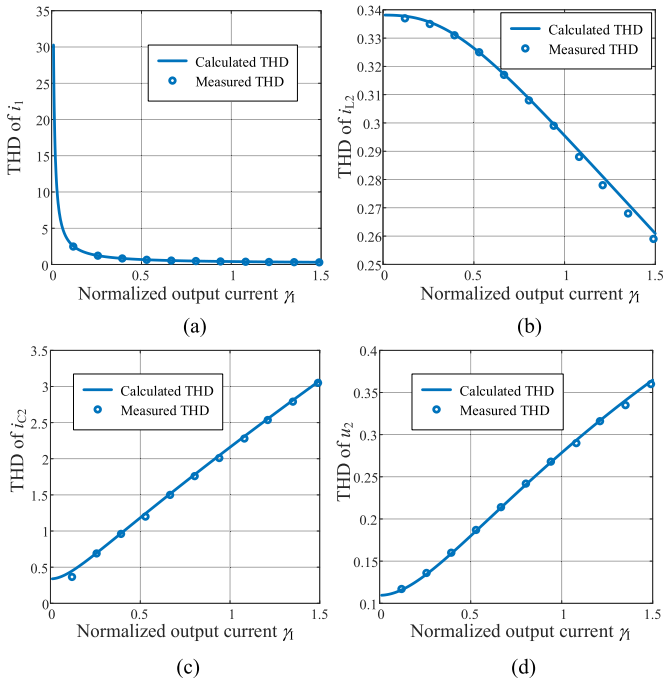 35
30
25
20
15
10
5
0
0
0.5
1
1.5
THD of i1
Calculated THD
Measured THD
Normalized output current γ1
(a)
0.34
0.33
0.32
0.31
0.3
0.29
0.28
0.27
0.26
0.25
0
0.5
1
1.5
THD of iL2
Calculated THD
Measured THD
Normalized output current γ1
(b)
3.5
3
2.5
2
1.5
1
0.5
0
0
0.5
1
1.5
THD of iC2
Calculated THD
Measured THD
Normalized output current γ1
(c)
0.4
0.35
0.3
0.25
0.2
0.15
0.1
0
0.5
1
1.5
THD of u2
Calculated THD
Measured THD
Normalized output current γ1
(d)